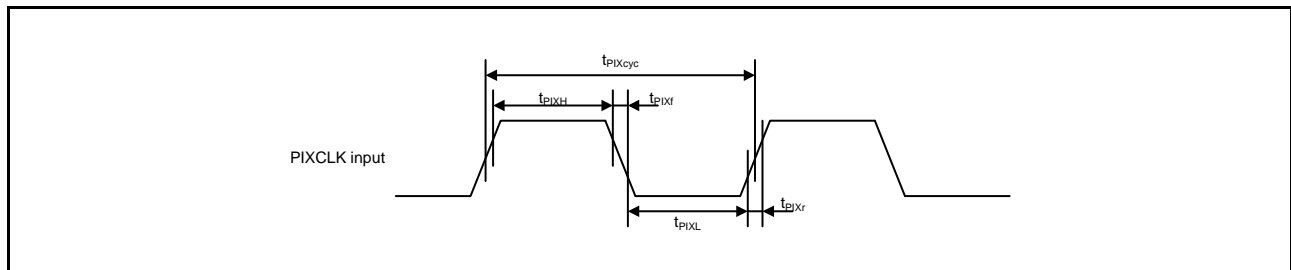 tPIXcyc
tPIXH
tPIXf
PIXCLK input
tPIXL
tPIXr